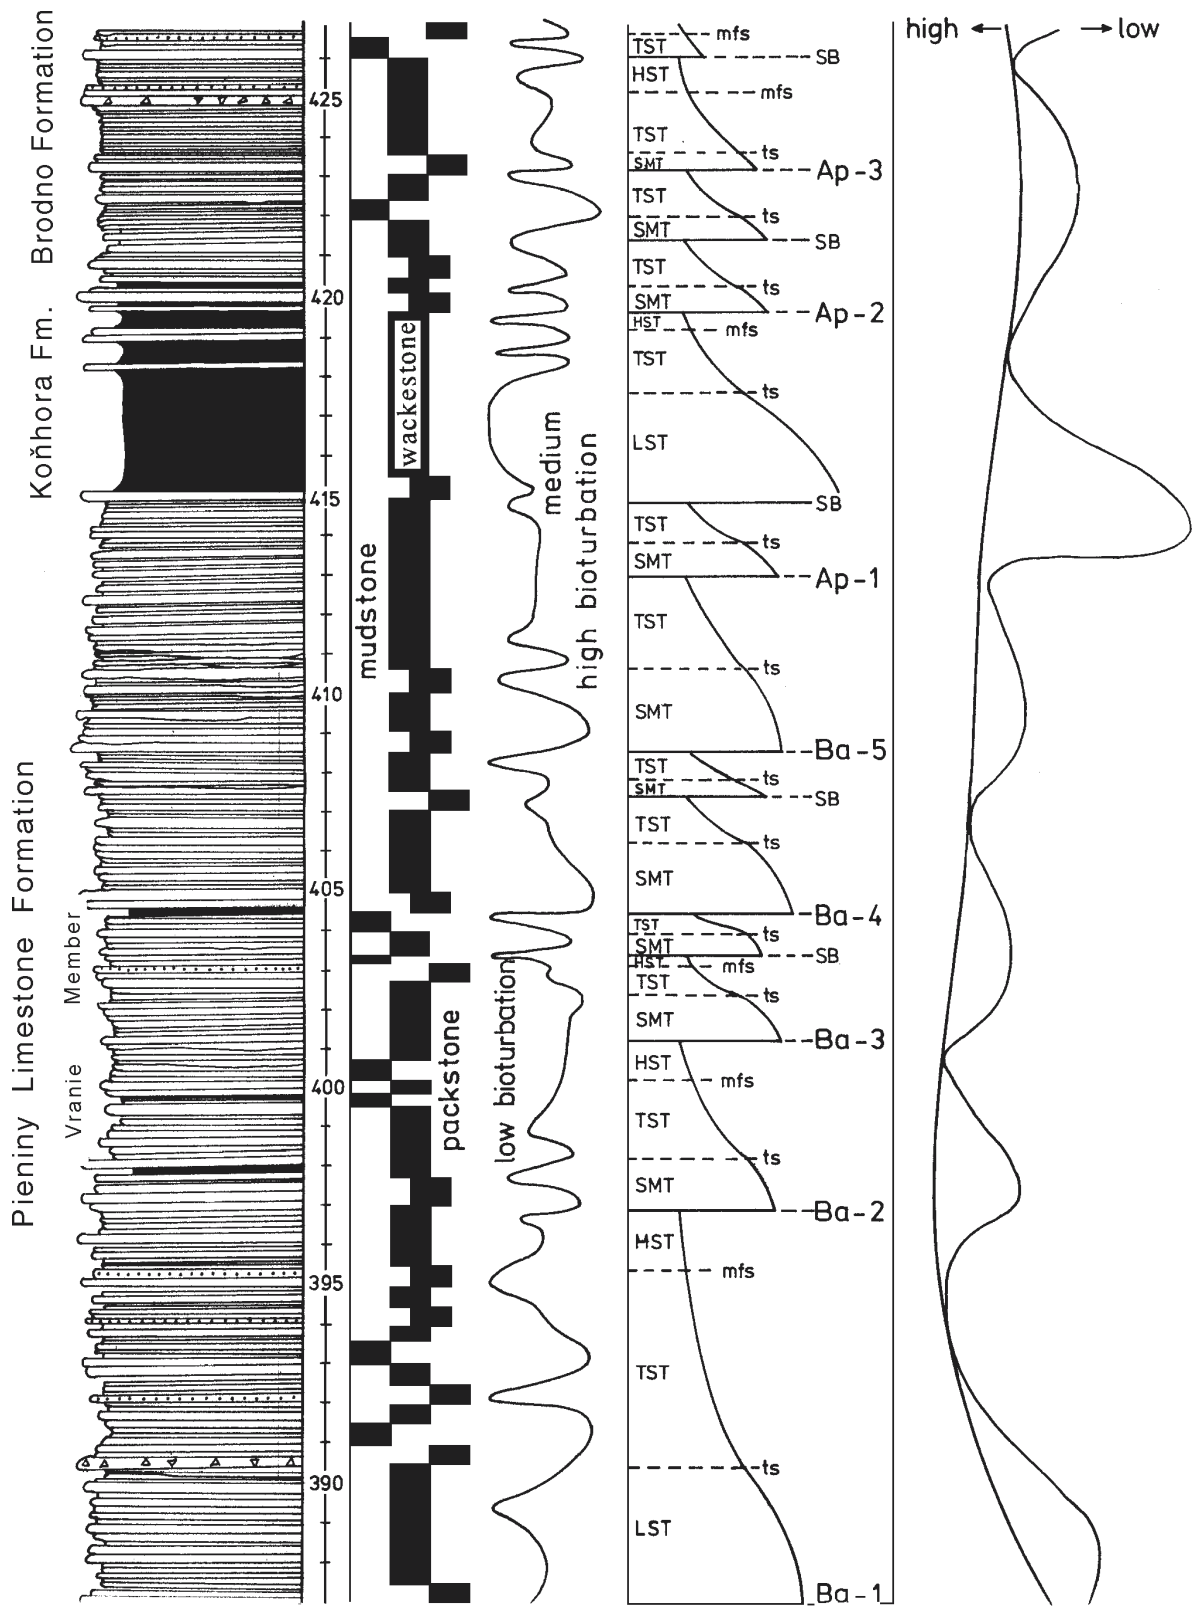 Pieniny Limestone Formation
Vranie Member
Koňhora Fm.
Brodno Formation
425
420
415
410
405
400
395
390
mudstone
wackestone
packstone
low bioturbation
medium
high bioturbation
mfs
TST
SB
HST
mfs
TST
ts
SMT
Ap-3
TST
ts
SMT
SB
TST
ts
SMT
Ap-2
HST
mfs
TST
ts
LST
SB
TST
ts
SMT
Ap-1
TST
ts
SMT
Ba-5
TST
ts
SMT
SB
TST
ts
SMT
Ba-4
TST
ts
SMT
SB
HST
mfs
TST
ts
SMT
Ba-3
HST
mfs
TST
ts
SMT
Ba-2
MST
mfs
TST
ts
LST
Ba-1
high ← → low